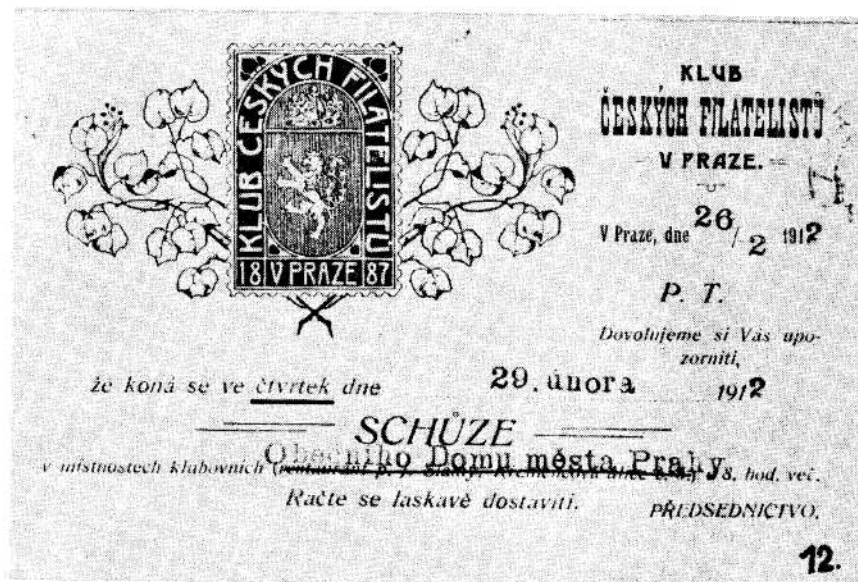 KLUB ČESKÝCH FILATELISTŮ
18 V PRAZE 87
KLUB
ČESKÝCH FILATELISTŮ
V PRAZE.
V Praze, dne 26/2 1912
P. T.
Dovolujeme si Vás upo-
zorniti,
že koná se ve čtvrtek dne 29. února 1912
SCHŮZE
Obecního Domu města Prahy
v místnostech klubovních 8. hod. več.
Račte se laskavě dostaviti.
PŘEDSEDNICTVO.
12.